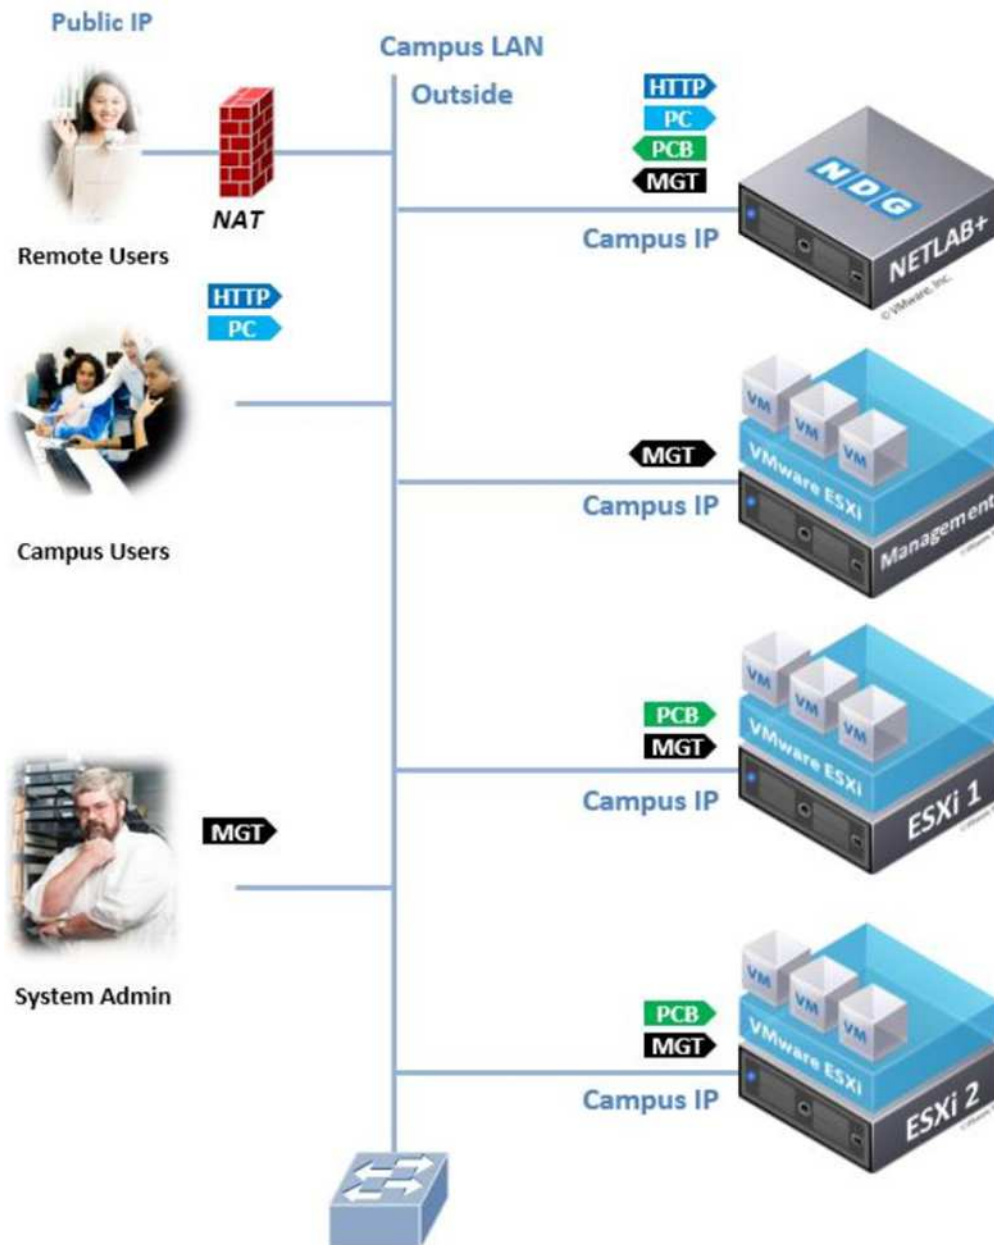 Public IP
Campus LAN
Outside
HTTP
PC
PCB
MGT
NDG
NETLAB+
© VMware, Inc.
NAT
Campus IP
Remote Users
HTTP
PC
VM
VM
VM
VMware ESXi
Management
MGT
Campus IP
Campus Users
VM
VM
VM
VMware ESXi
ESXi 1
PCB
MGT
Campus IP
MGT
System Admin
VM
VM
VM
VMware ESXi
ESXi 2
PCB
MGT
Campus IP